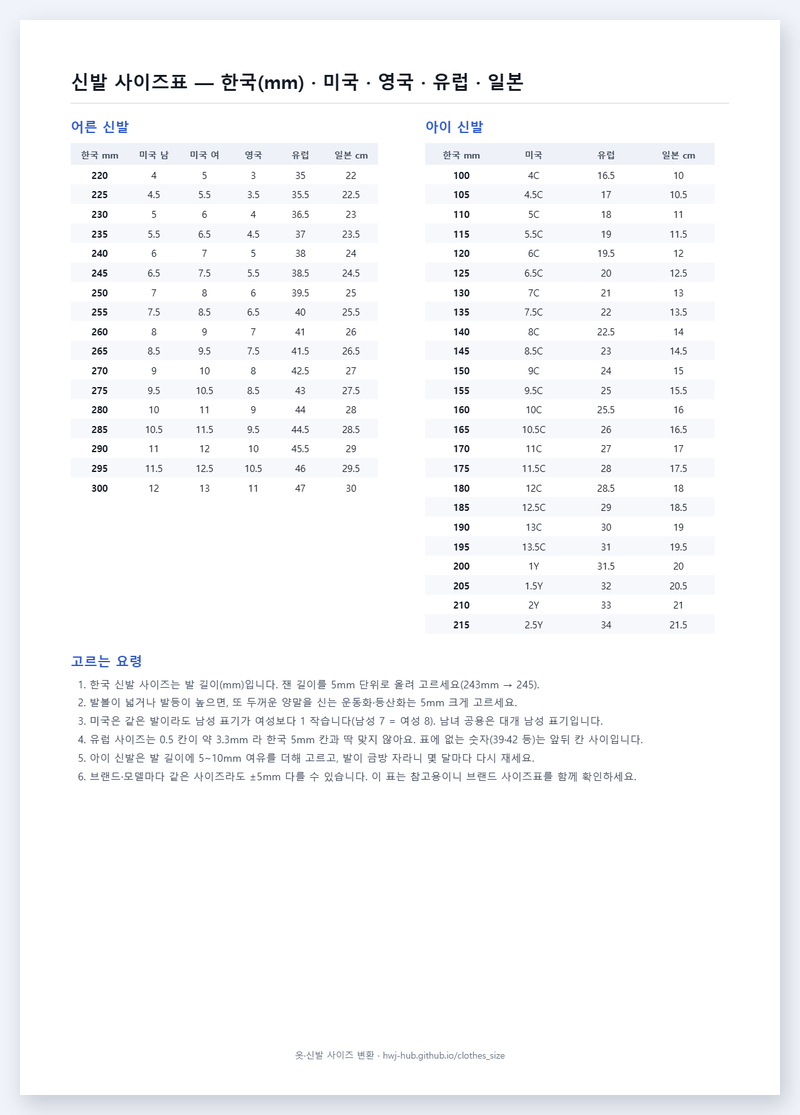 신발 사이즈표 — 한국(mm) · 미국 · 영국 · 유럽 · 일본
어른 신발
한국 mm 미국 남 미국 여 영국 유럽 일본 cm
220 4 5 3 35 22
225 4.5 5.5 3.5 35.5 22.5
230 5 6 4 36.5 23
235 5.5 6.5 4.5 37 23.5
240 6 7 5 38 24
245 6.5 7.5 5.5 38.5 24.5
250 7 8 6 39.5 25
255 7.5 8.5 6.5 40 25.5
260 8 9 7 41 26
265 8.5 9.5 7.5 41.5 26.5
270 9 10 8 42.5 27
275 9.5 10.5 8.5 43 27.5
280 10 11 9 44 28
285 10.5 11.5 9.5 44.5 28.5
290 11 12 10 45.5 29
295 11.5 12.5 10.5 46 29.5
300 12 13 11 47 30
아이 신발
한국 mm 미국 유럽 일본 cm
100 4C 16.5 10
105 4.5C 17 10.5
110 5C 18 11
115 5.5C 19 11.5
120 6C 19.5 12
125 6.5C 20 12.5
130 7C 21 13
135 7.5C 22 13.5
140 8C 22.5 14
145 8.5C 23 14.5
150 9C 24 15
155 9.5C 25 15.5
160 10C 25.5 16
165 10.5C 26 16.5
170 11C 27 17
175 11.5C 28 17.5
180 12C 28.5 18
185 12.5C 29 18.5
190 13C 30 19
195 13.5C 31 19.5
200 1Y 31.5 20
205 1.5Y 32 20.5
210 2Y 33 21
215 2.5Y 34 21.5
고르는 요령
1. 한국 신발 사이즈는 발 길이(mm)입니다. 잰 길이를 5mm 단위로 올려 고르세요(243mm → 245).
2. 발볼이 넓거나 발등이 높으면, 또 두꺼운 양말을 신는 운동화·등산화는 5mm 크게 고르세요.
3. 미국은 같은 발이라도 남성 표기가 여성보다 1 작습니다(남성 7 = 여성 8). 남녀 공용은 대개 남성 표기입니다.
4. 유럽 사이즈는 0.5 칸이 약 3.3mm 라 한국 5mm 칸과 딱 맞지 않아요. 표에 없는 숫자(39·42 등)는 앞뒤 칸 사이입니다.
5. 아이 신발은 발 길이에 5~10mm 여유를 더해 고르고, 발이 금방 자라니 몇 달마다 다시 재세요.
6. 브랜드·모델마다 같은 사이즈라도 ±5mm 다를 수 있습니다. 이 표는 참고용이니 브랜드 사이즈표를 함께 확인하세요.
옷·신발 사이즈 변환 · hwj-hub.github.io/clothes_size